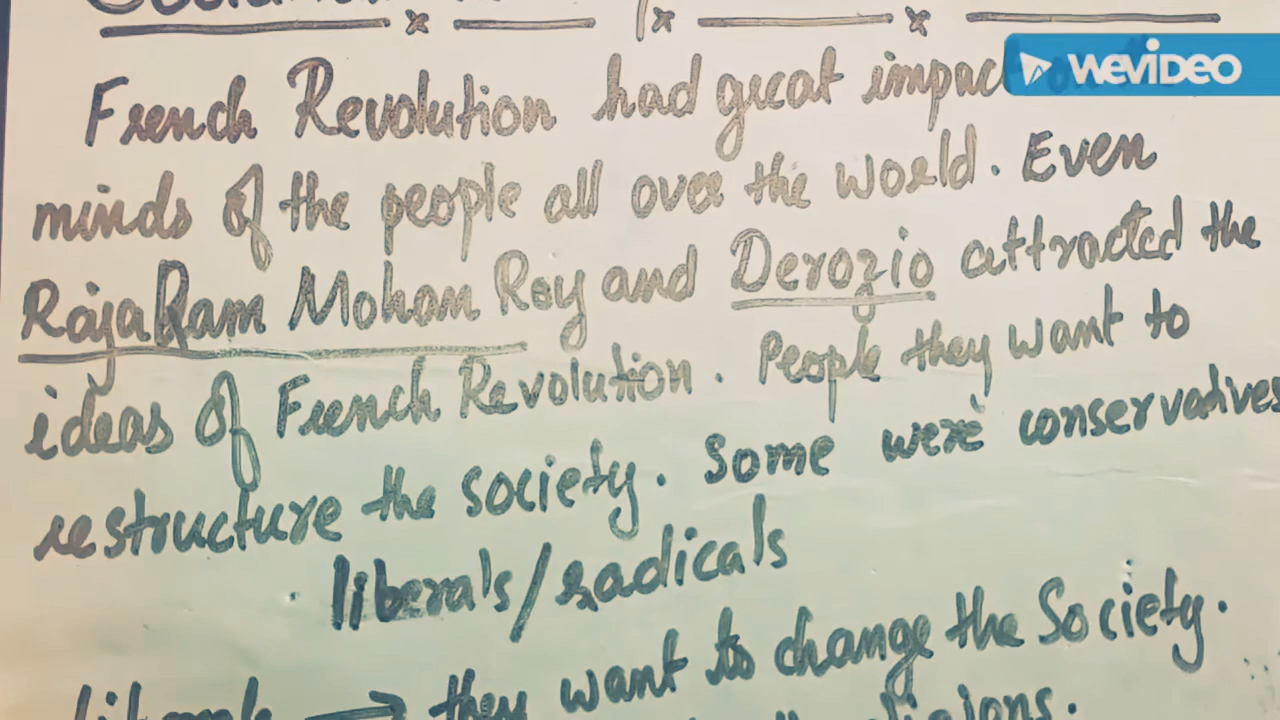 French Revolution had great impac
WEVIDEO
minds of the people all over the world. Even
Raja Ram Mohan Roy and Derozio attracted the
ideas of French Revolution. People they want to
restructure the society. Some were conservatives
liberals/radicals
→ they want to change the Society.